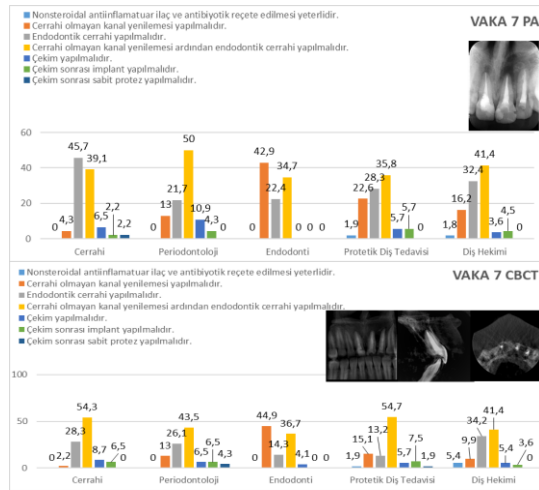 Nonsteroidal antiinflamatuar ilaç ve antibiyotik reçete edilmesi yeterlidir.
VAKA 7 PA
Cerrahi olmayan kanal yenilemesi yapılmalıdır.
Endodontik cerrahi yapılmalıdır.
Cerrahi olmayan kanal yenilemesi ardından endodontik cerrahi yapılmalıdır.
Çekim yapılmalıdır.
Çekim sonrası implant yapılmalıdır.
Çekim sonrası sabit protez yapılmalıdır.
60
40
20
0
0 4,3 45,7 39,1 6,5 2,2 2,2
0 13 21,7 50 10,9 4,3 0
0 42,9 22,4 34,7 0 0 0
1,9 22,6 28,3 35,8 5,7 5,7 0
1,8 16,2 32,4 41,4 3,6 4,5 0
Cerrahi Periodontoloji Endodonti Protetik Diş Tedavisi Diş Hekimi
Nonsteroidal antiinflamatuar ilaç ve antibiyotik reçete edilmesi yeterlidir.
VAKA 7 CBCT
Cerrahi olmayan kanal yenilemesi yapılmalıdır.
Endodontik cerrahi yapılmalıdır.
Cerrahi olmayan kanal yenilemesi ardından endodontik cerrahi yapılmalıdır.
Çekim yapılmalıdır.
Çekim sonrası implant yapılmalıdır.
Çekim sonrası sabit protez yapılmalıdır.
100
50
0
0 2,2 28,3 54,3 8,7 6,5 0
0 13 26,1 43,5 6,5 6,5 4,3
0 44,9 14,3 36,7 4,1 0 0
1,9 15,1 13,2 54,7 5,7 7,5 1,9
5,4 9,9 34,2 41,4 5,4 3,6 0
Cerrahi Periodontoloji Endodonti Protetik Diş Tedavisi Diş Hekimi